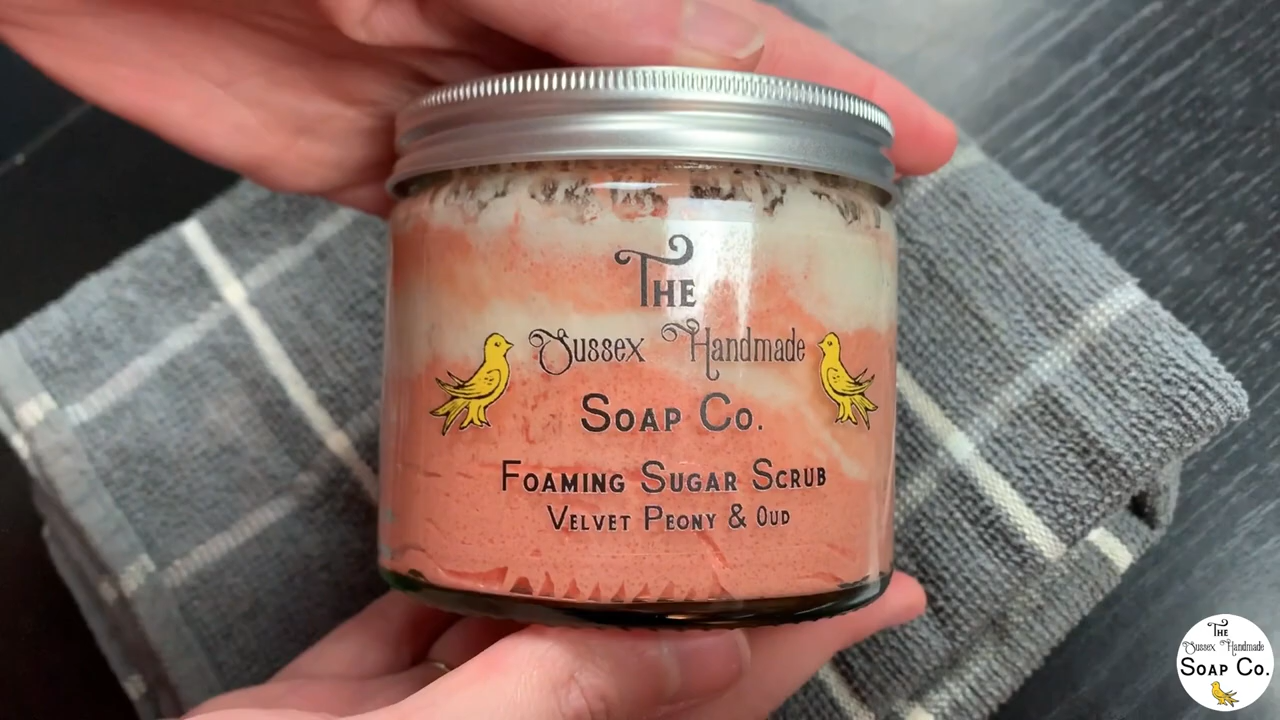 The
Sussex Handmade
Soap Co.
Foaming Sugar Scrub
Velvet Peony & Oud
The
Sussex Handmade
Soap Co.